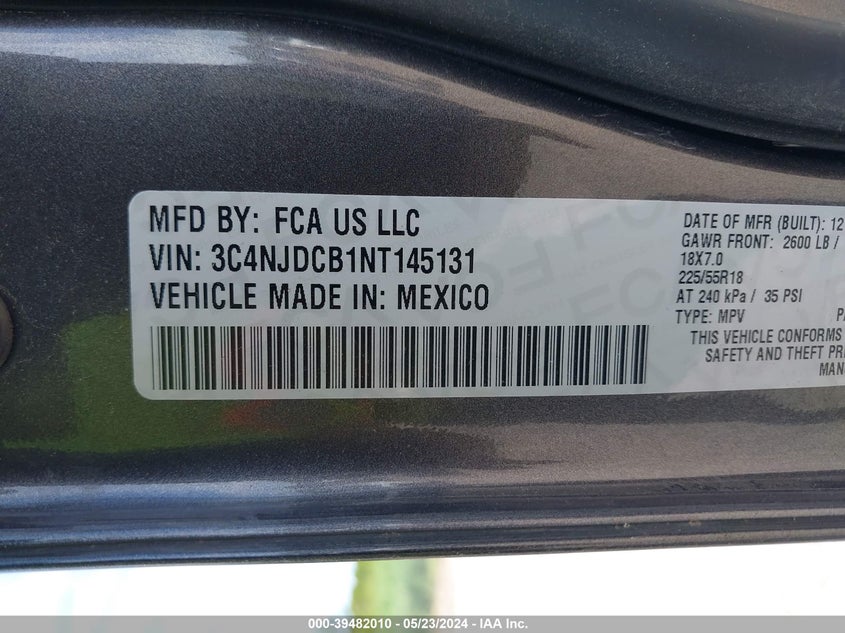 MFD BY: FCA US LLC
VIN: 3C4NJDCB1NT145131
VEHICLE MADE IN: MEXICO
DATE OF MFR (BUILT): 12
GAWR FRONT: 2600 LB /
18X7.0
225/55R18
AT 240 kPa / 35 PSI
TYPE: MPV
THIS VEHICLE CONFORMS
SAFETY AND THEFT
000-39482010 — 05/23/2024 — IAA Inc.